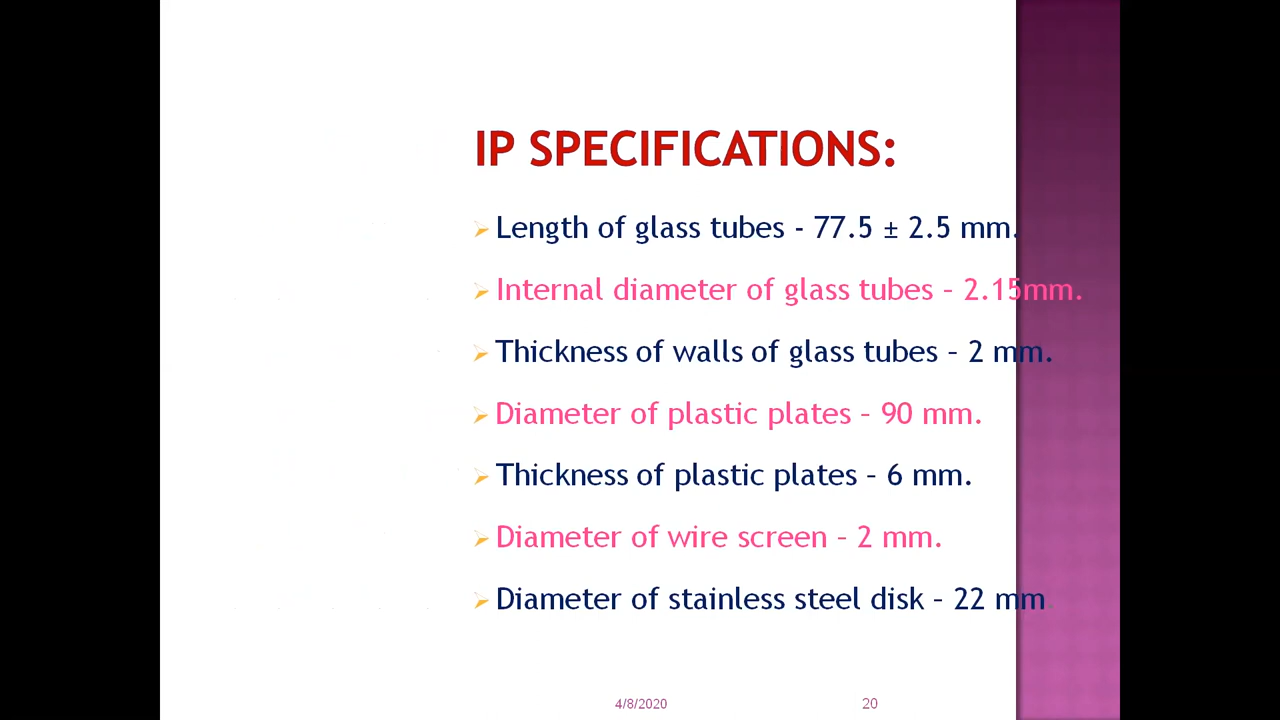 IP SPECIFICATIONS:
Length of glass tubes - 77.5 ± 2.5 mm.
Internal diameter of glass tubes – 2.15mm.
Thickness of walls of glass tubes – 2 mm.
Diameter of plastic plates – 90 mm.
Thickness of plastic plates – 6 mm.
Diameter of wire screen – 2 mm.
Diameter of stainless steel disk – 22 mm.
4/8/2020 20